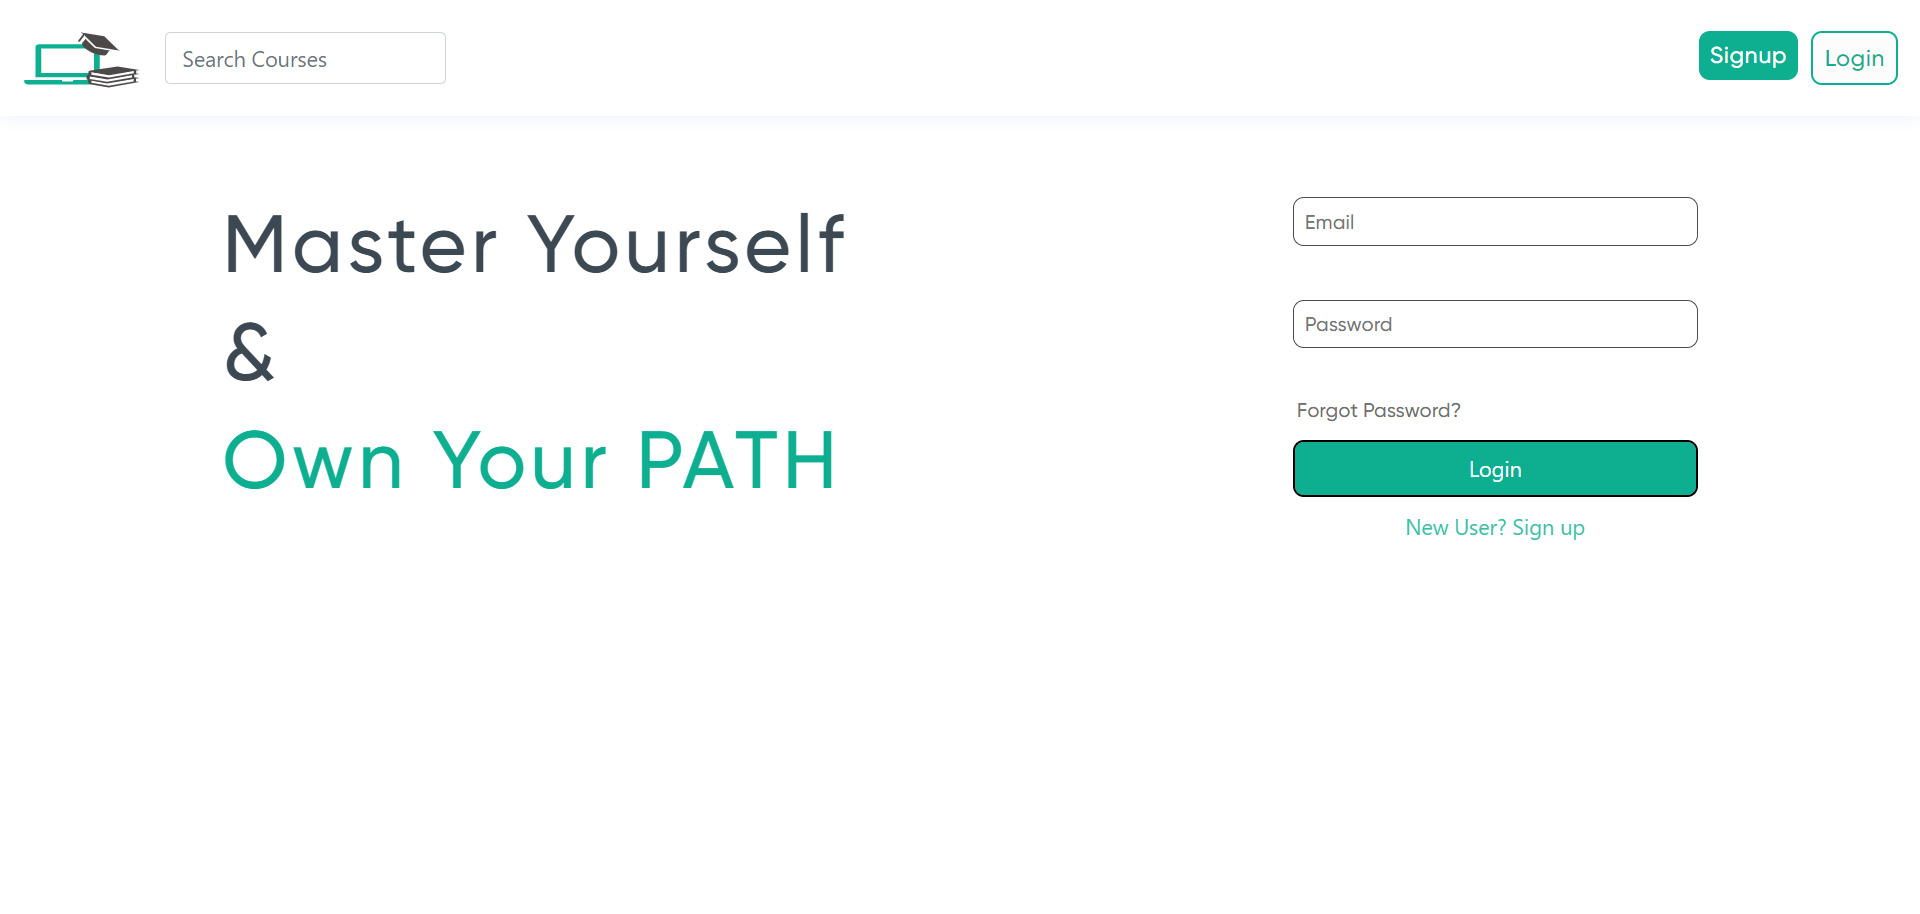 Search Courses
Signup
Login
Master Yourself
&
Own Your PATH
Email
Password
Forgot Password?
Login
New User? Sign up